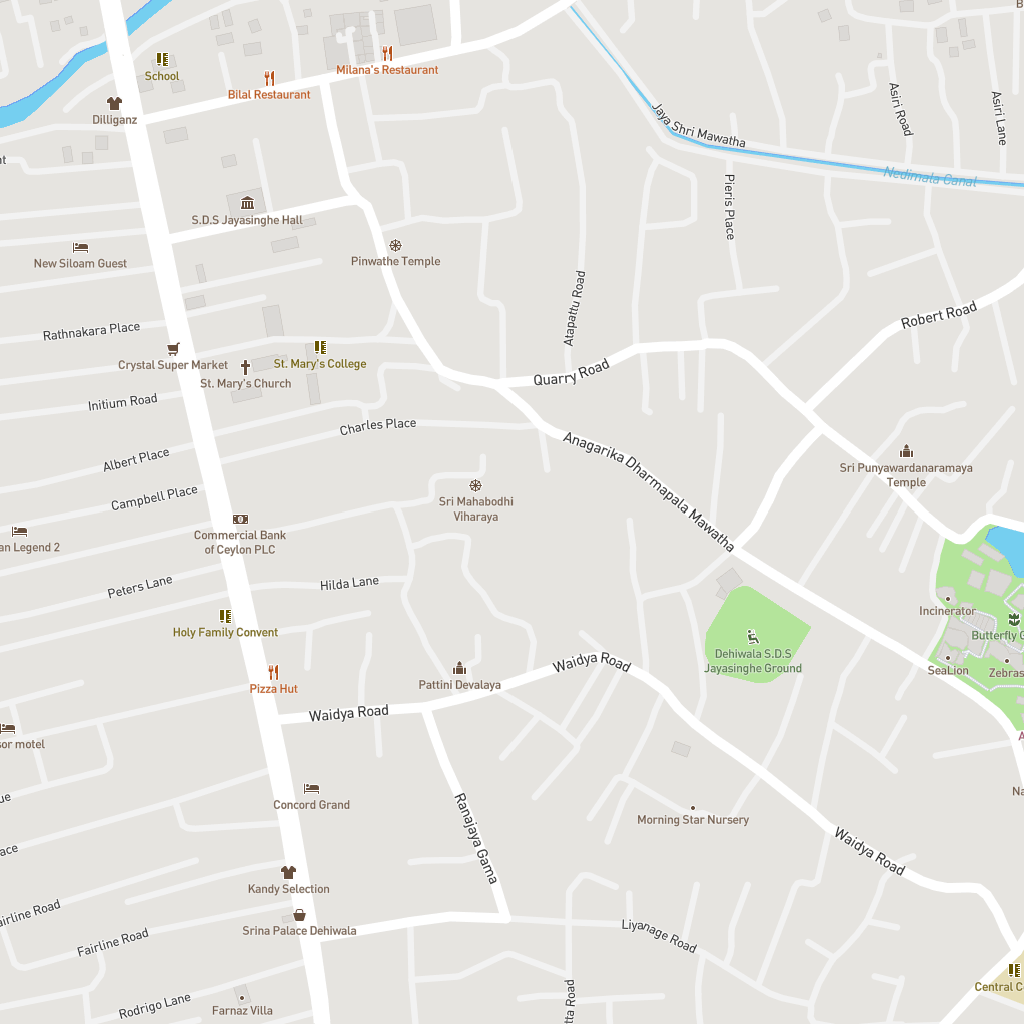 School
Milana's Restaurant
Bilal Restaurant
Dilliganz
Asiri Road
Asiri Lane
Jaya Shri Mawatha
Nedimala Canal
Pieris Place
S.D.S Jayasinghe Hall
New Siloam Guest
Pinwathe Temple
Atapattu Road
Robert Road
Rathnakara Place
Crystal Super Market
St. Mary's College
St. Mary's Church
Quarry Road
Initium Road
Charles Place
Anagarika Dharmapala Mawatha
Albert Place
Sri Punyawardanaramaya
Temple
Campbell Place
Sri Mahabodhi
Viharaya
an Legend 2
Commercial Bank
of Ceylon PLC
Peters Lane
Hilda Lane
Incinerator
Holy Family Convent
Butterfly G
Dehiwala S.D.S
Jayasinghe Ground
Waidya Road
SeaLion
Zebras
Pattini Devalaya
Pizza Hut
Waidya Road
sor motel
Concord Grand
Ranajaya Gama
Morning Star Nursery
Waidya Road
Kandy Selection
Fairline Road
Srina Palace Dehiwala
Fairline Road
Liyanage Road
Rodrigo Lane
Farnaz Villa
Central C